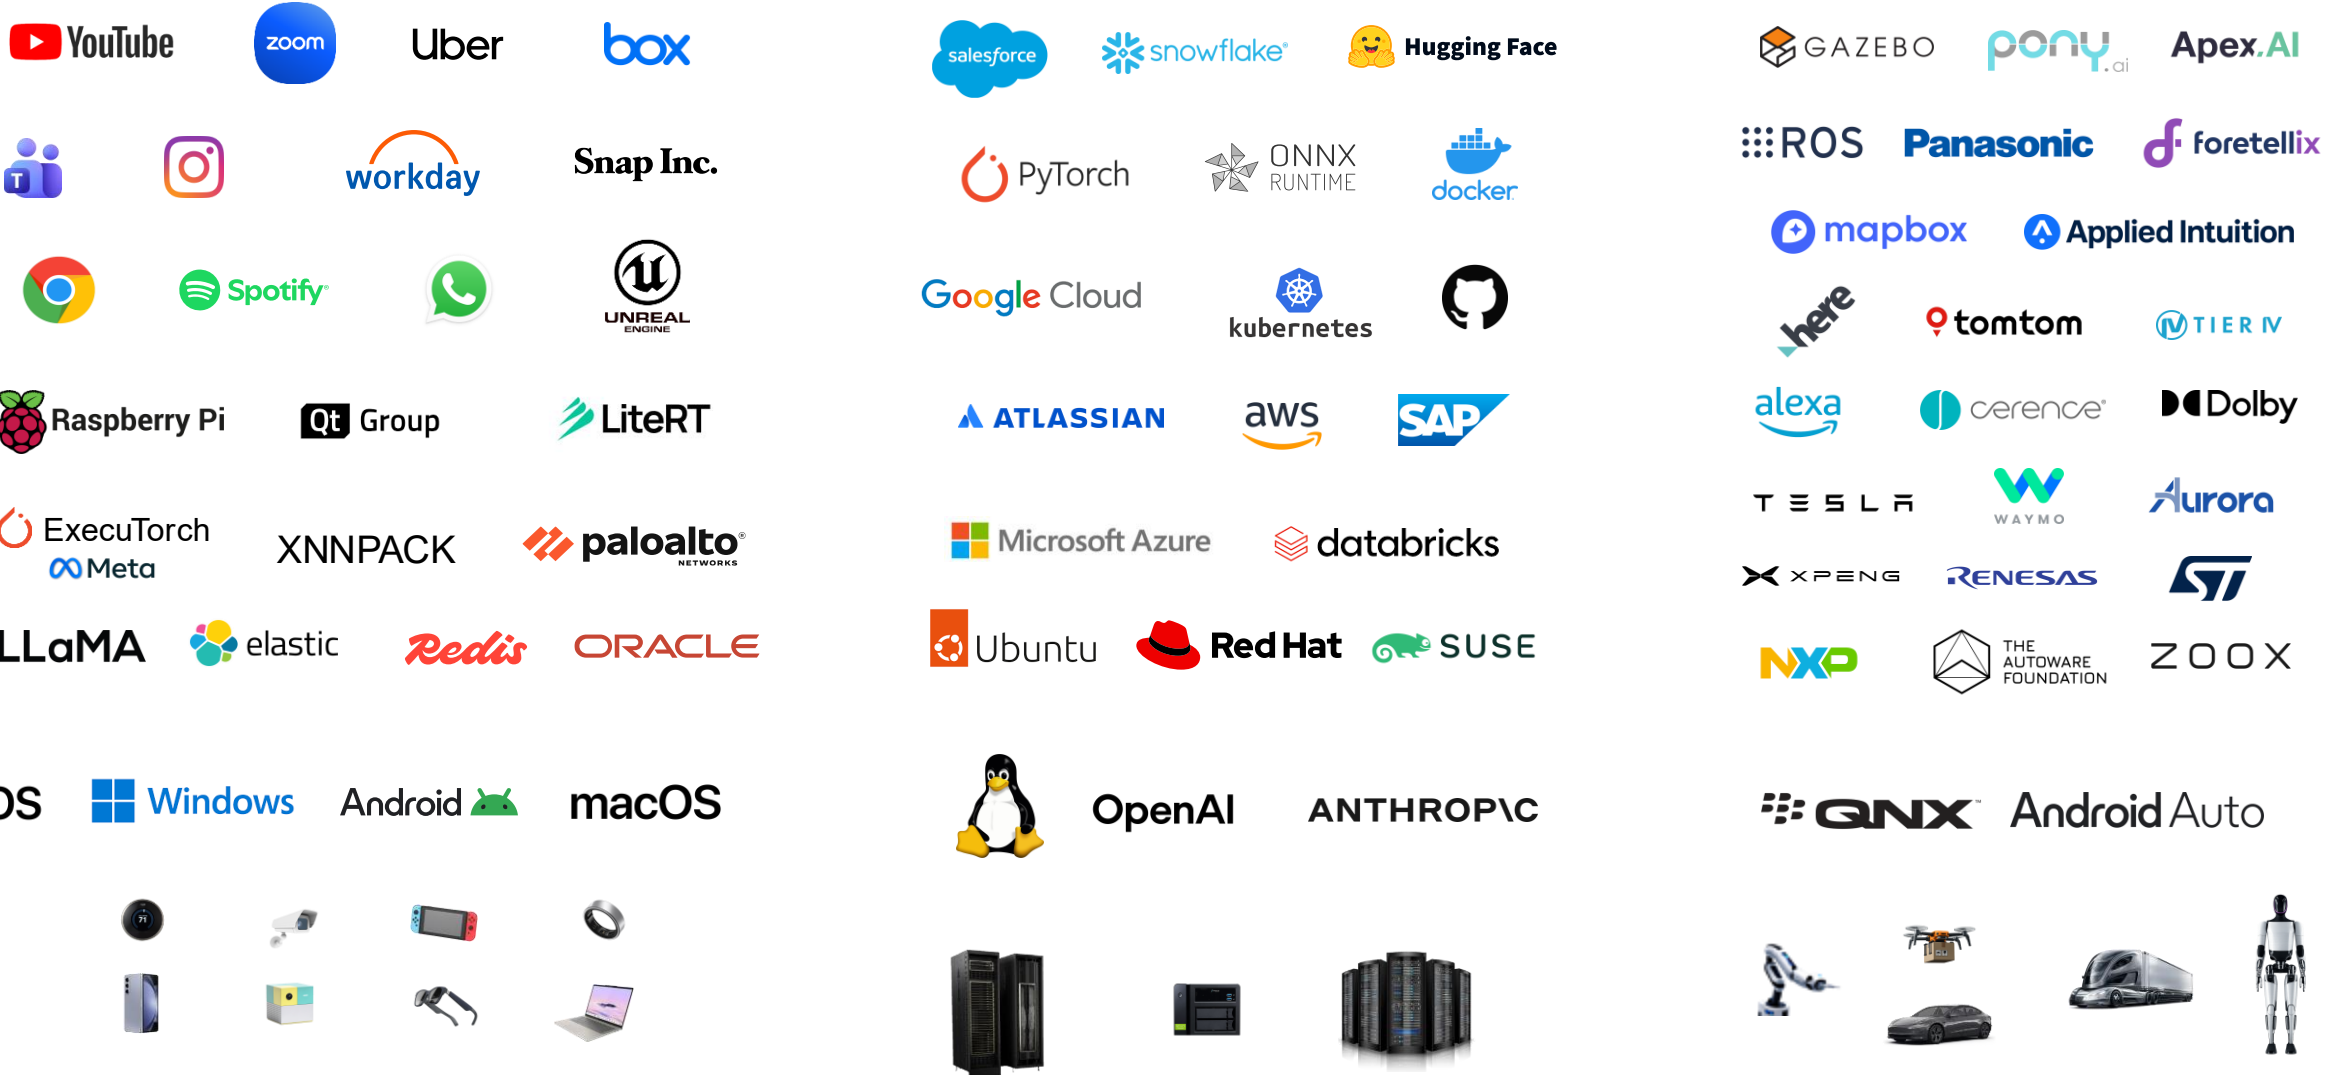 YouTube
zoom
Uber
box
T
workday
Snap Inc.
Spotify®
UNREAL
ENGINE
Raspberry Pi
Qt Group
LiteRT
ExecuTorch
Meta
XNNPACK
paloalto®
NETWORKS
LLaMA
elastic
Redis
ORACLE
OS
Windows
Android
macOS
71
salesforce
snowflake®
Hugging Face
PyTorch
ONNX
RUNTIME
docker
Google Cloud
kubernetes
ATLASSIAN
aws
SAP
Microsoft Azure
databricks
Ubuntu
Red Hat
SUSE
OpenAI
ANTHROP\C
GAZEBO
pony.ai
Apex.AI
ROS
Panasonic
foretellix
mapbox
Applied Intuition
here
tomtom
TIER IV
alexa
cerence®
Dolby
TESLA
WAYMO
Aurora
XPENG
RENESAS
ST
NXP
THE
AUTOWARE
FOUNDATION
ZOOX
QNX™
Android Auto